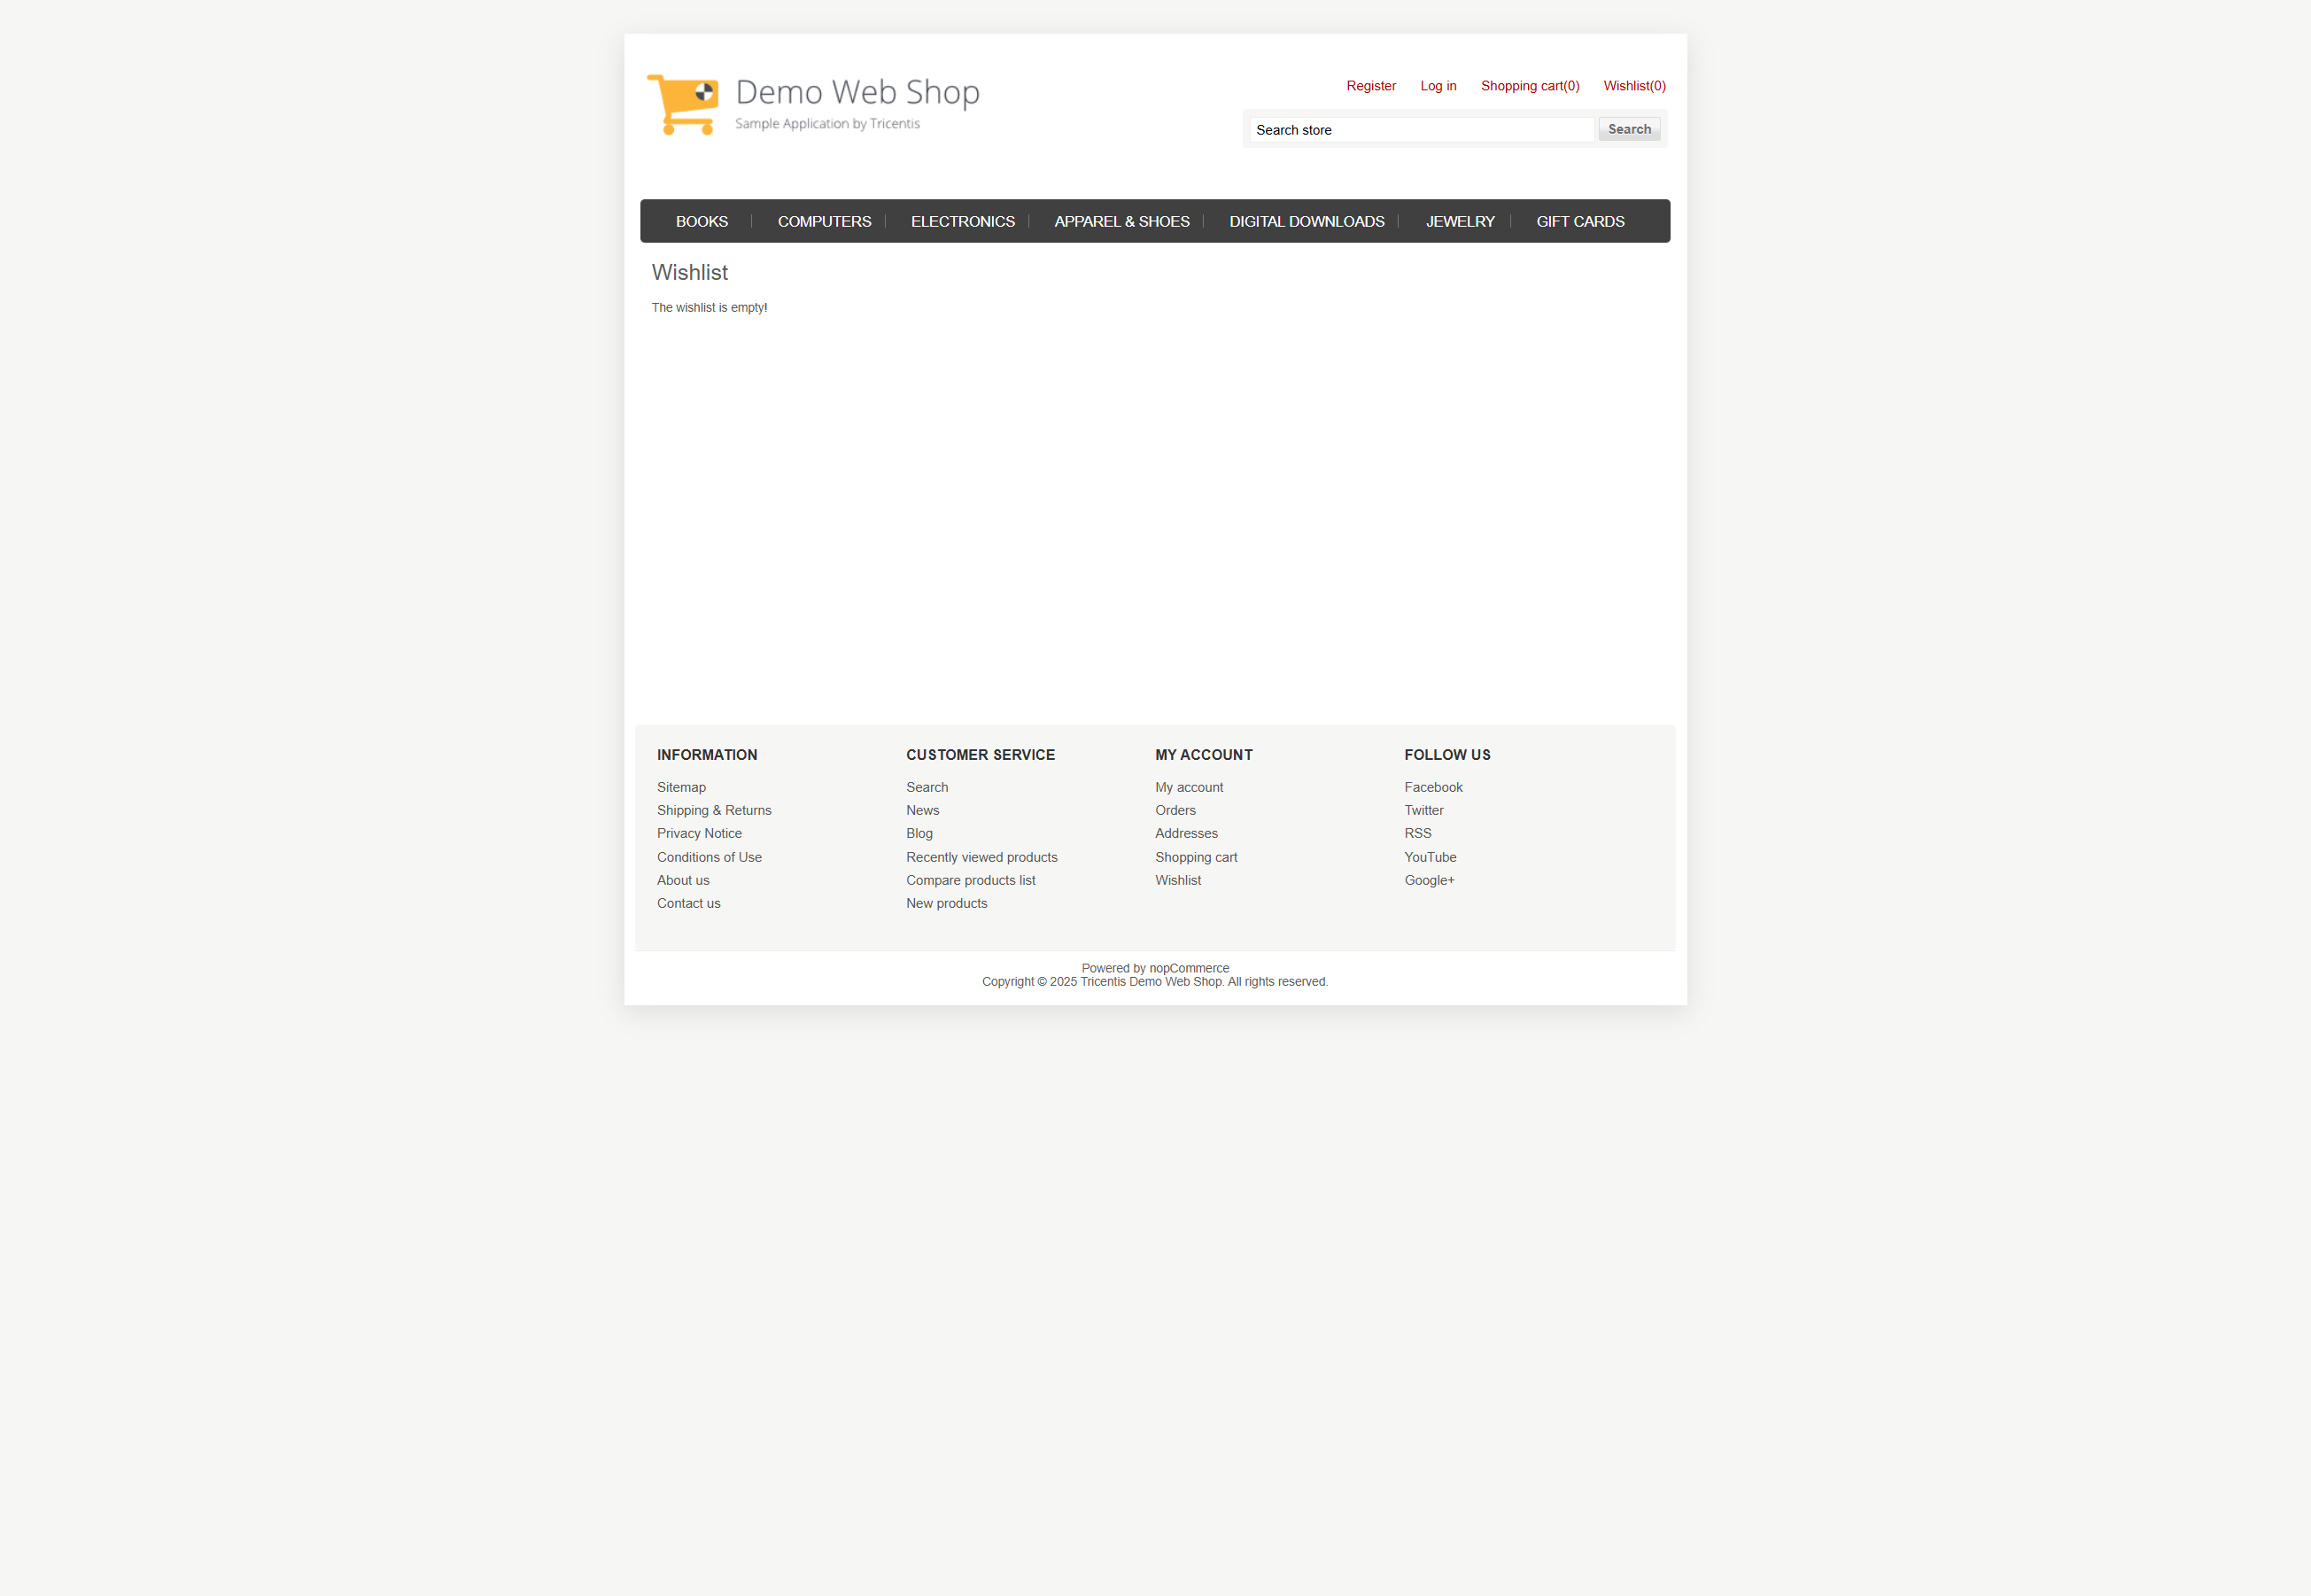 Demo Web Shop
Sample Application by Tricentis
Register Log in Shopping cart(0) Wishlist(0)
Search store Search
BOOKS COMPUTERS ELECTRONICS APPAREL & SHOES DIGITAL DOWNLOADS JEWELRY GIFT CARDS
Wishlist
The wishlist is empty!
INFORMATION
Sitemap
Shipping & Returns
Privacy Notice
Conditions of Use
About us
Contact us
CUSTOMER SERVICE
Search
News
Blog
Recently viewed products
Compare products list
New products
MY ACCOUNT
My account
Orders
Addresses
Shopping cart
Wishlist
FOLLOW US
Facebook
Twitter
RSS
YouTube
Google+
Powered by nopCommerce
Copyright © 2025 Tricentis Demo Web Shop. All rights reserved.